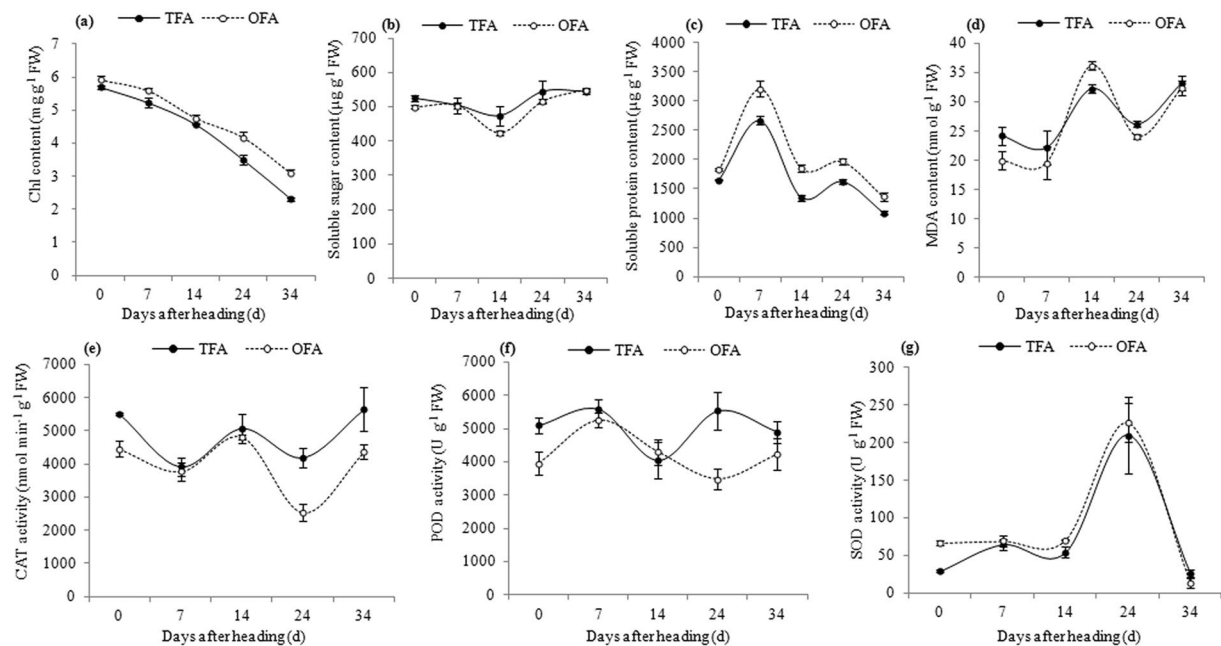 (a) TFA OFA
Chl content (mg g⁻¹ FW)
7
6
5
4
3
2
1
0
0 7 14 24 34
Days after heading (d)
(b) TFA OFA
Soluble sugar content (µg g⁻¹ FW)
700
600
500
400
300
200
100
0
0 7 14 24 34
Days after heading (d)
(c) TFA OFA
Soluble protein content (µg g⁻¹ FW)
4000
3500
3000
2500
2000
1500
1000
500
0
0 7 14 24 34
Days after heading (d)
(d) TFA OFA
MDA content (nmol g⁻¹ FW)
40
35
30
25
20
15
10
5
0
0 7 14 24 34
Days after heading (d)
(e) TFA OFA
CAT activity (nmol min⁻¹ g⁻¹ FW)
7000
6000
5000
4000
3000
2000
1000
0
0 7 14 24 34
Days after heading (d)
(f) TFA OFA
POD activity (U g⁻¹ FW)
7000
6000
5000
4000
3000
2000
1000
0
0 7 14 24 34
Days after heading (d)
(g) TFA OFA
SOD activity (U g⁻¹ FW)
300
250
200
150
100
50
0
0 7 14 24 34
Days after heading (d)